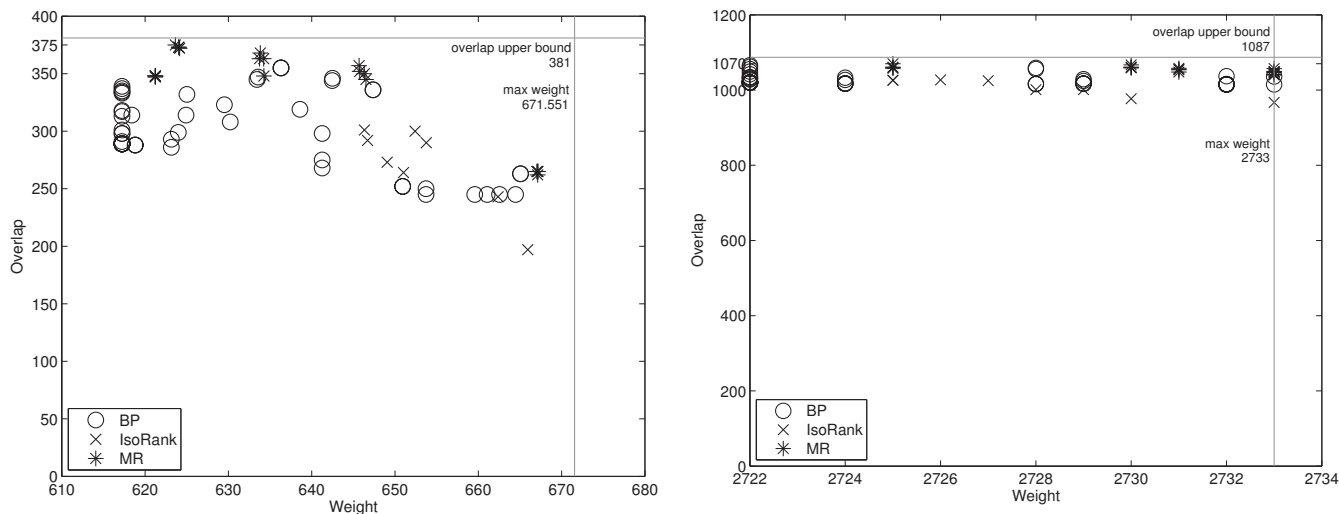 400
375
350
300
250
200
150
100
50
0
610
620
630
640
650
660
670
680
Weight
Overlap
overlap upper bound
381
max weight
671.551
BP
IsoRank
MR
1200
1070
1000
800
600
400
200
0
2722
2724
2726
2728
2730
2732
2734
Weight
Overlap
overlap upper bound
1087
max weight
2733
BP
IsoRank
MR